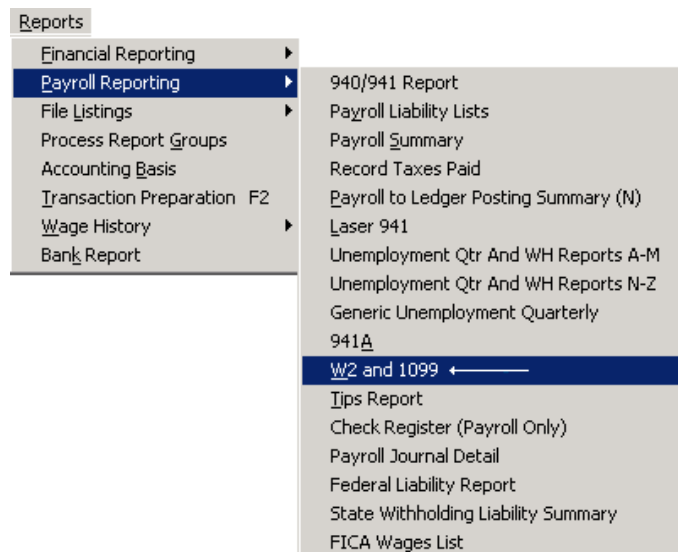 Reports
Financial Reporting
Payroll Reporting
File Listings
Process Report Groups
Accounting Basis
Transaction Preparation F2
Wage History
Bank Report
940/941 Report
Payroll Liability Lists
Payroll Summary
Record Taxes Paid
Payroll to Ledger Posting Summary (N)
Laser 941
Unemployment Qtr And WH Reports A-M
Unemployment Qtr And WH Reports N-Z
Generic Unemployment Quarterly
941A
W2 and 1099
Tips Report
Check Register (Payroll Only)
Payroll Journal Detail
Federal Liability Report
State Withholding Liability Summary
FICA Wages List